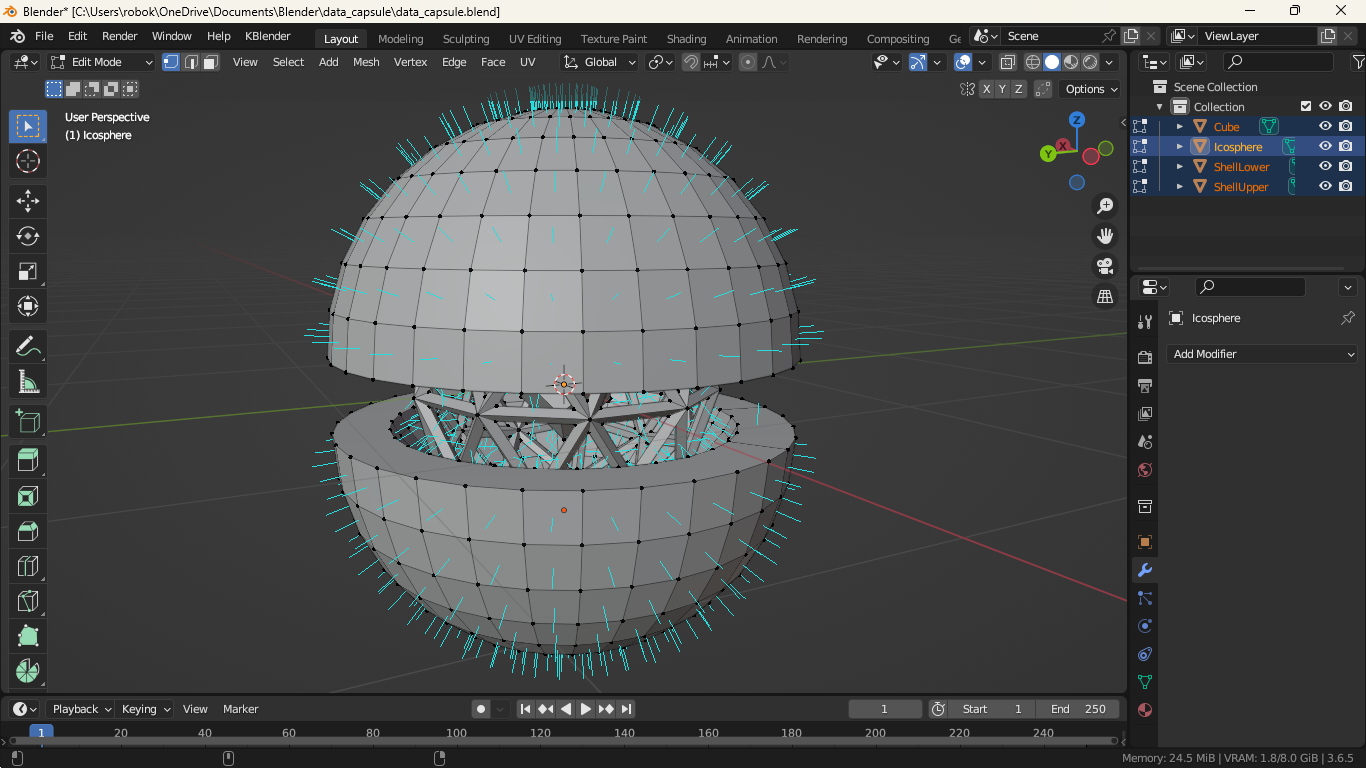 Blender* [C:\Users\robok\OneDrive\Documents\Blender\data_capsule\data_capsule.blend]
File Edit Render Window Help KBlender Layout Modeling Sculpting UV Editing Texture Paint Shading Animation Rendering Compositing Ge Scene ViewLayer
Edit Mode View Select Add Mesh Vertex Edge Face UV Global
X Y Z Options
User Perspective
(1) Icosphere
Z
X
Y
Scene Collection
Collection
Cube
Icosphere
ShellLower
ShellUpper
Icosphere
Add Modifier
Playback Keying View Marker 1 Start 1 End 250
1 20 40 60 80 100 120 140 160 180 200 220 240
Memory: 24.5 MiB | VRAM: 1.8/8.0 GiB | 3.6.5